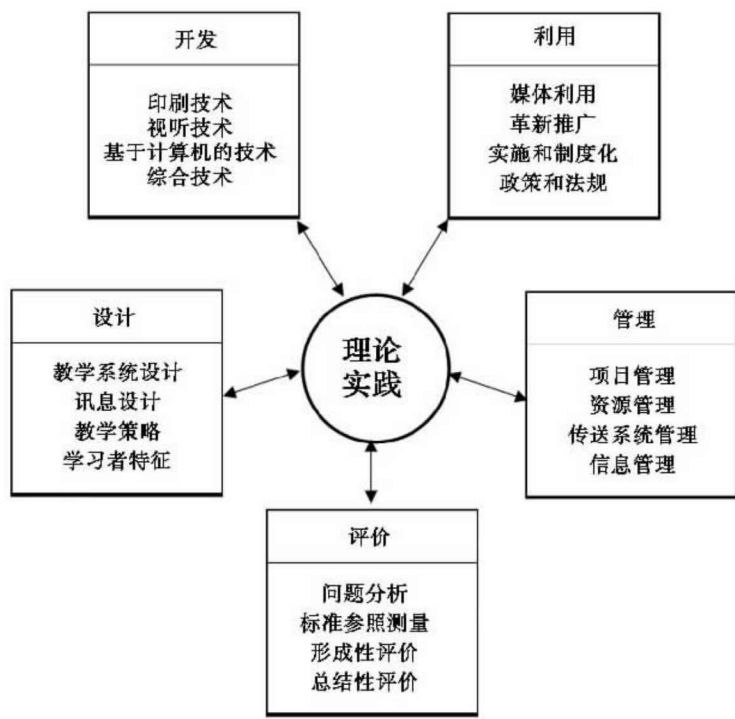 开发
印刷技术
视听技术
基于计算机的技术
综合技术
利用
媒体利用
革新推广
实施和制度化
政策和法规
设计
教学系统设计
讯息设计
教学策略
学习者特征
理论
实践
管理
项目管理
资源管理
传送系统管理
信息管理
评价
问题分析
标准参照测量
形成性评价
总结性评价